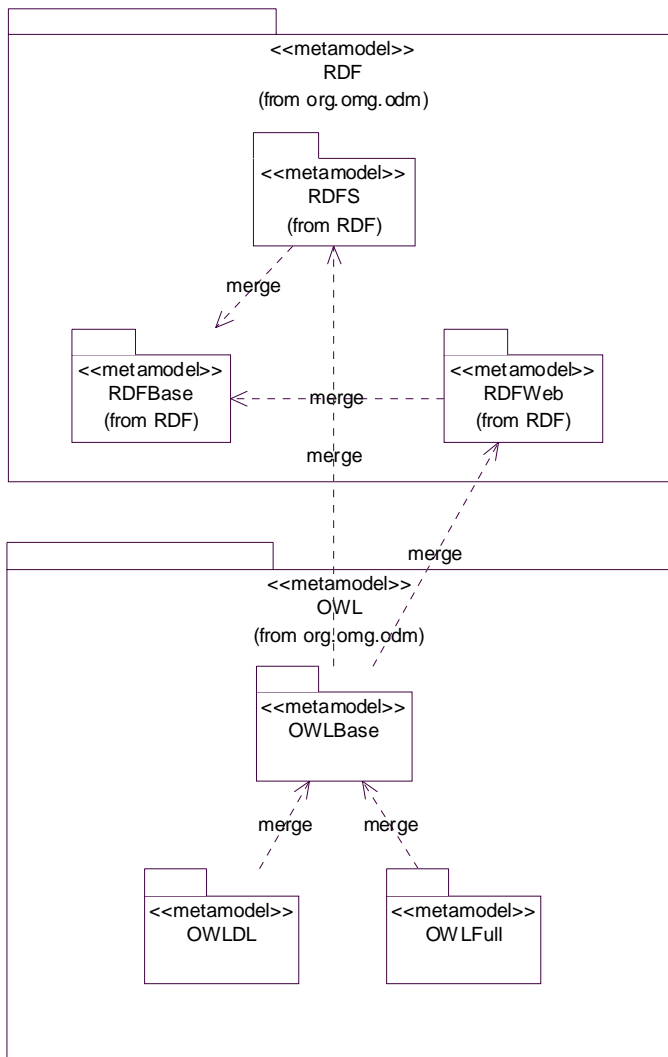 <<metamodel>>
RDF
(from org.omg.odm)
<<metamodel>>
RDFS
(from RDF)
merge
<<metamodel>>
RDFBase
(from RDF)
merge
<<metamodel>>
RDFWeb
(from RDF)
merge
merge
<<metamodel>>
OWL
(from org.omg.odm)
<<metamodel>>
OWLBase
merge
merge
<<metamodel>>
OWLDL
<<metamodel>>
OWLFull